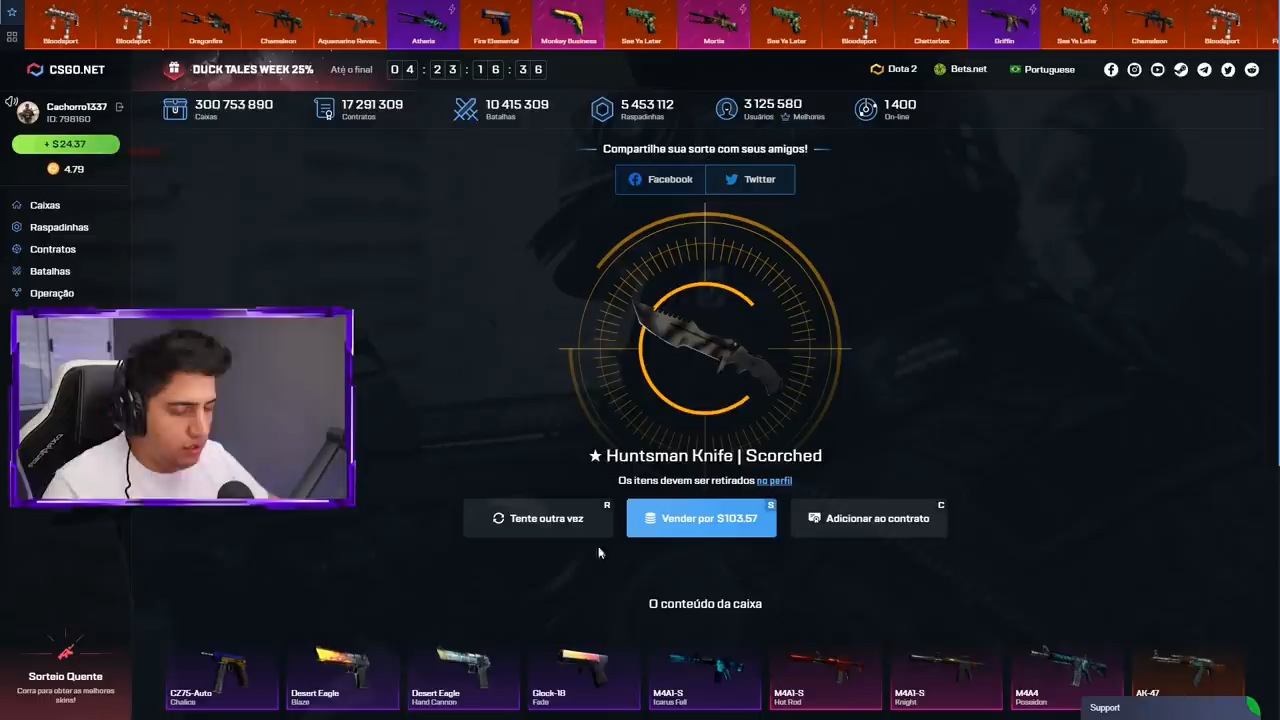 Bloodsport
Bloodsport
Dragonfire
Chameleon
Aquamarine Reven...
Atheris
Fire Elemental
Monkey Business
See Ya Later
Mortis
See Ya Later
Bloodsport
Chatterbox
Griffin
See Ya Later
Chameleon
Bloodsport
Fi
CSGO.NET
DUCK TALES WEEK 25%
Até o final
0 4 : 2 3 : 1 6 : 3 6
Dota 2
Bets.net
Portuguese
Cachorro1337
ID: 798160
+ $24.37
4.79
300 753 890
Caixas
17 291 309
Contratos
10 415 309
Batalhas
5 453 112
Raspadinhas
3 125 580
Usuários
Melhores
1 400
On-line
Compartilhe sua sorte com seus amigos!
Facebook
Twitter
Caixas
Raspadinhas
Contratos
Batalhas
Operação
★ Huntsman Knife | Scorched
Os itens devem ser retirados no perfil
Tente outra vez R
Vender por $103.57 S
Adicionar ao contrato C
O conteúdo da caixa
Sorteio Quente
Corra para obter as melhores
skins!
CZ75-Auto
Chalice
Desert Eagle
Blaze
Desert Eagle
Hand Cannon
Glock-18
Fade
M4A1-S
Icarus Fell
M4A1-S
Hot Rod
M4A1-S
Knight
M4A4
Poseidon
AK-47
Support